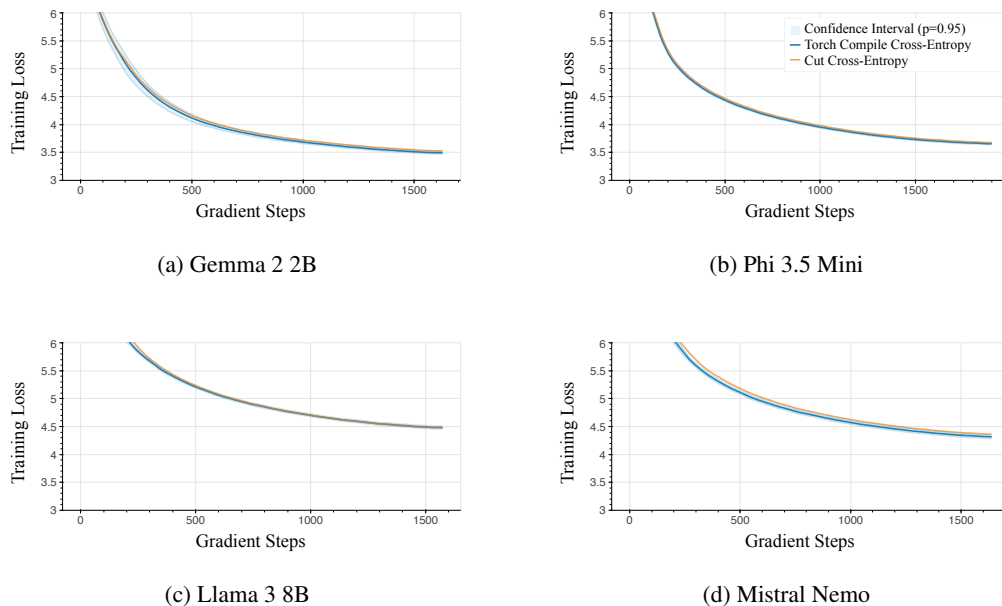 6
5.5
5
4.5
4
3.5
3
Training Loss
0
500
1000
1500
Gradient Steps
(a) Gemma 2 2B
6
5.5
5
4.5
4
3.5
3
Training Loss
Confidence Interval (p=0.95)
Torch Compile Cross-Entropy
Cut Cross-Entropy
0
500
1000
1500
Gradient Steps
(b) Phi 3.5 Mini
6
5.5
5
4.5
4
3.5
3
Training Loss
0
500
1000
1500
Gradient Steps
(c) Llama 3 8B
6
5.5
5
4.5
4
3.5
3
Training Loss
0
500
1000
1500
Gradient Steps
(d) Mistral Nemo